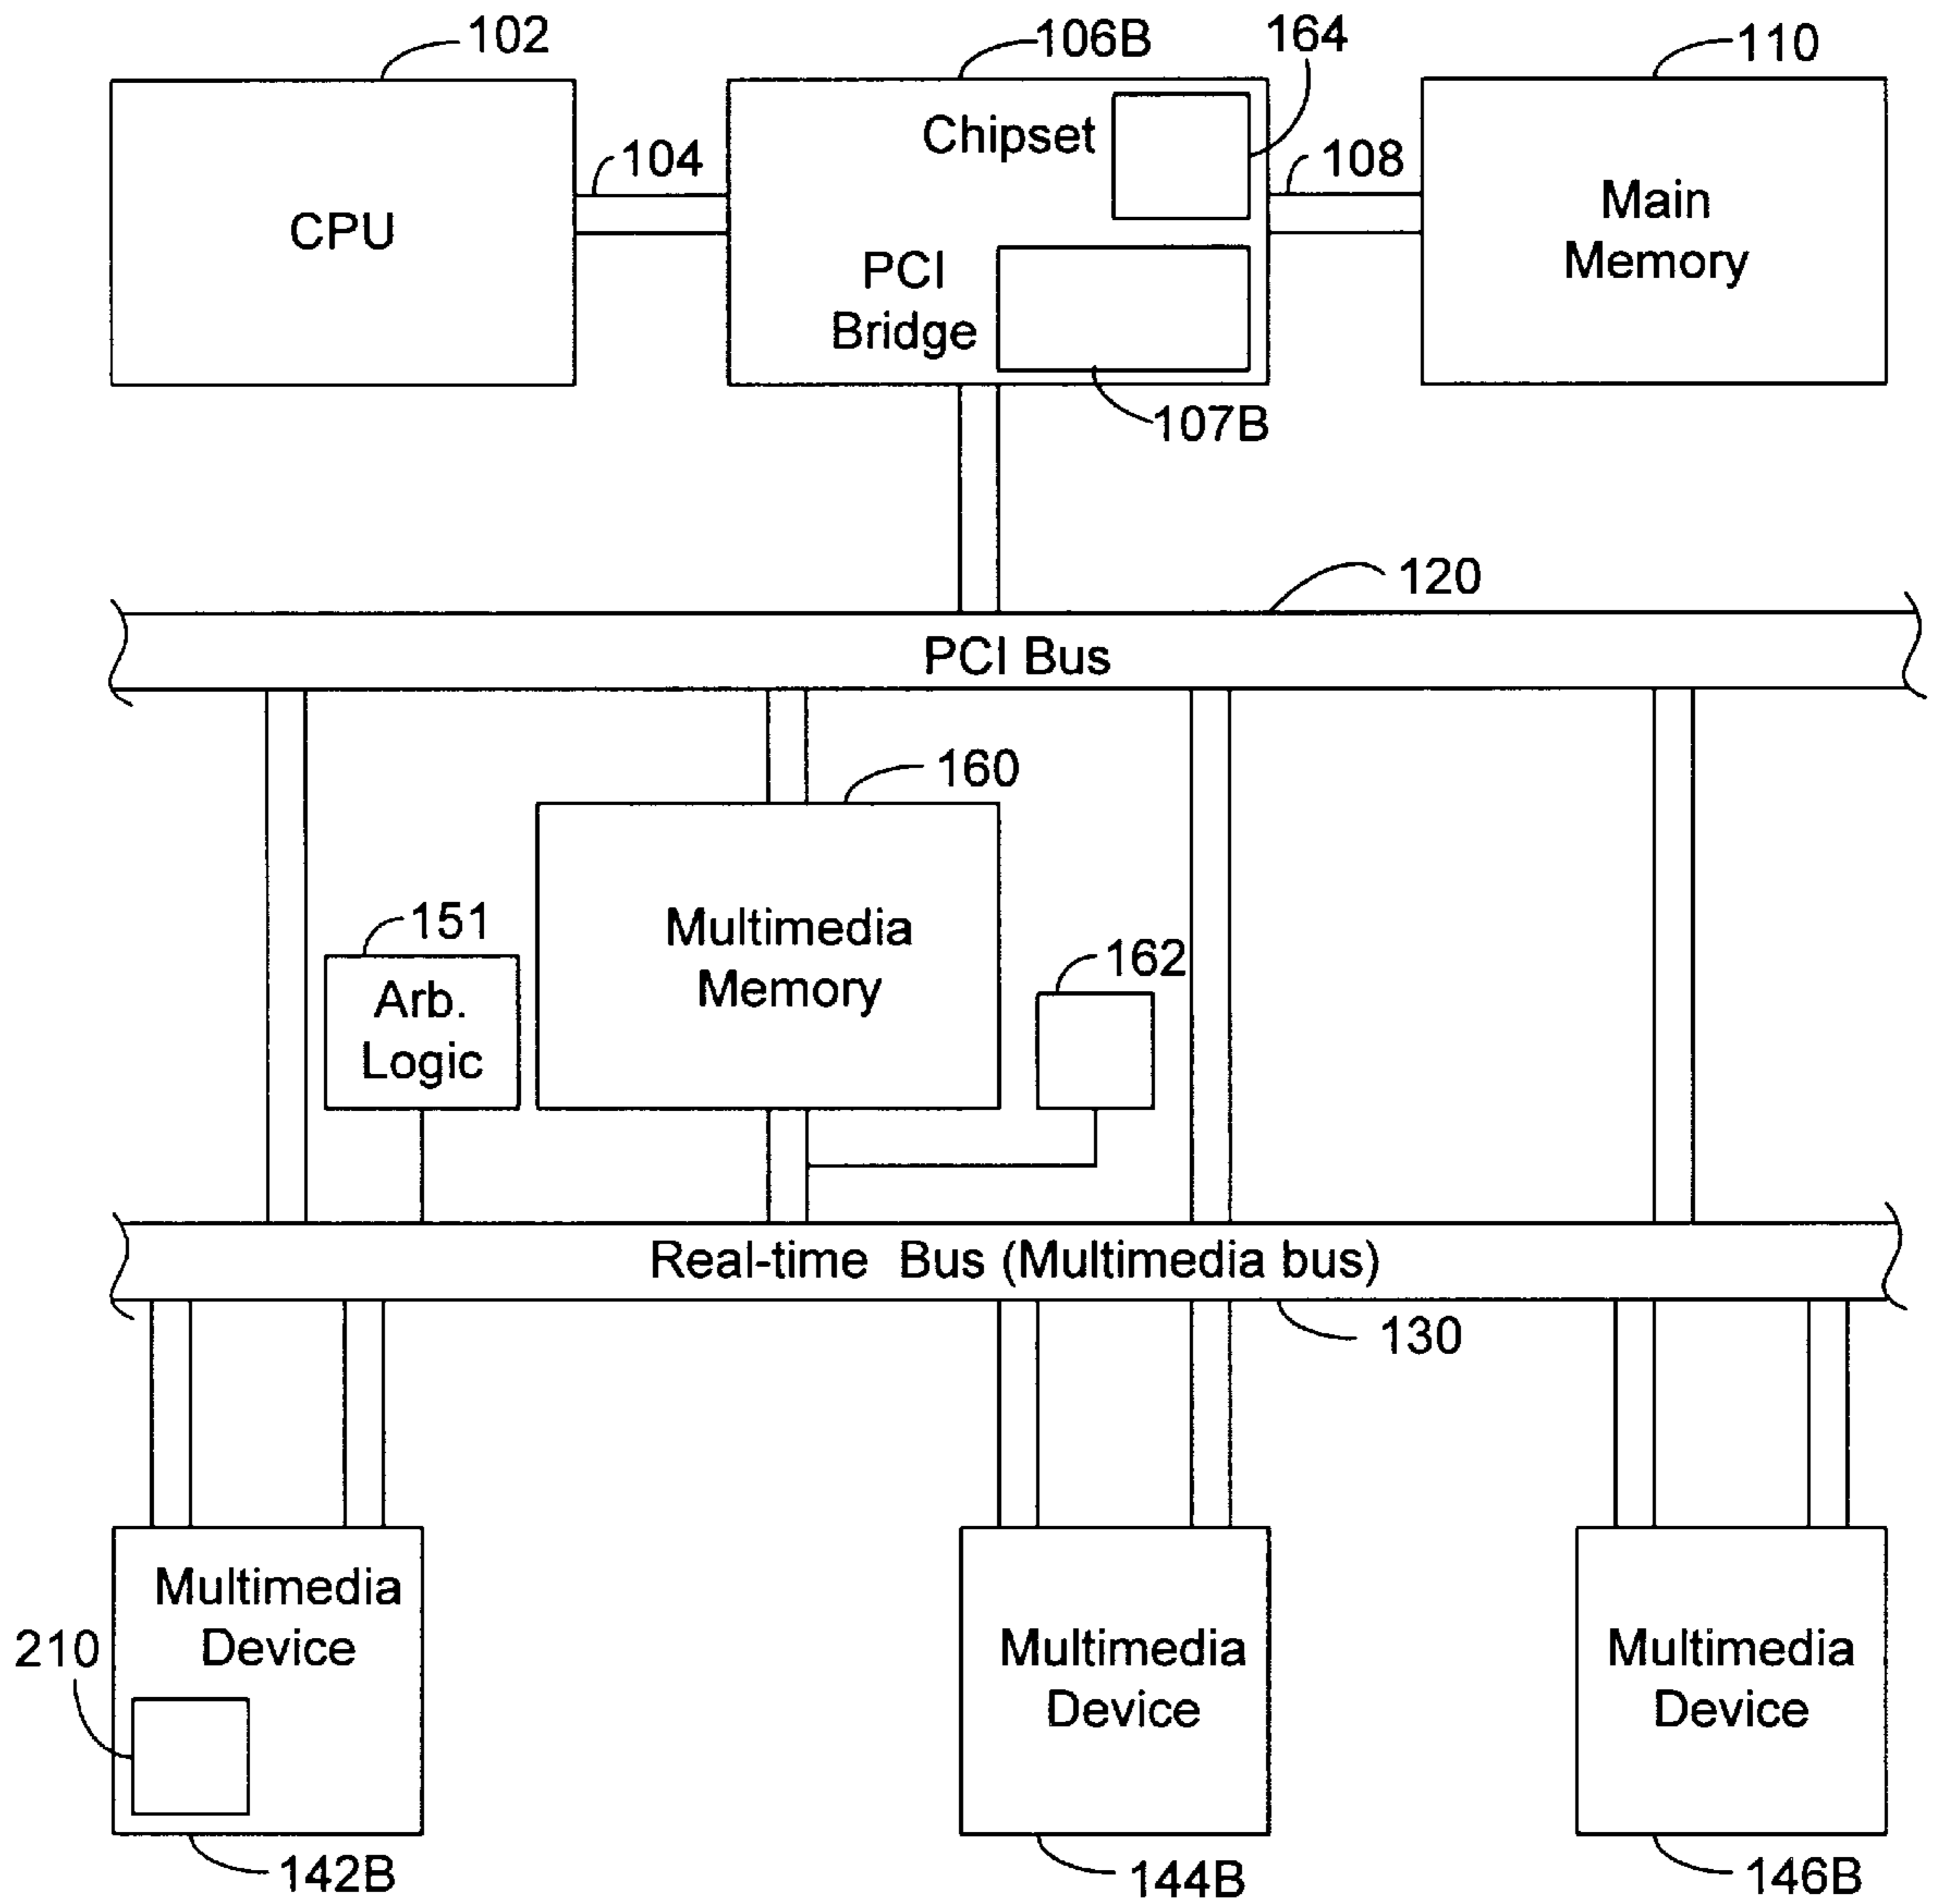 102
106B
164
110
Chipset
104
108
CPU
Main
Memory
PCI
Bridge
107B
120
PCI Bus
160
151
Multimedia
Memory
162
Arb.
Logic
Real-time Bus (Multimedia bus)
130
Multimedia
Device
210
Multimedia
Device
Multimedia
Device
142B
144B
146B